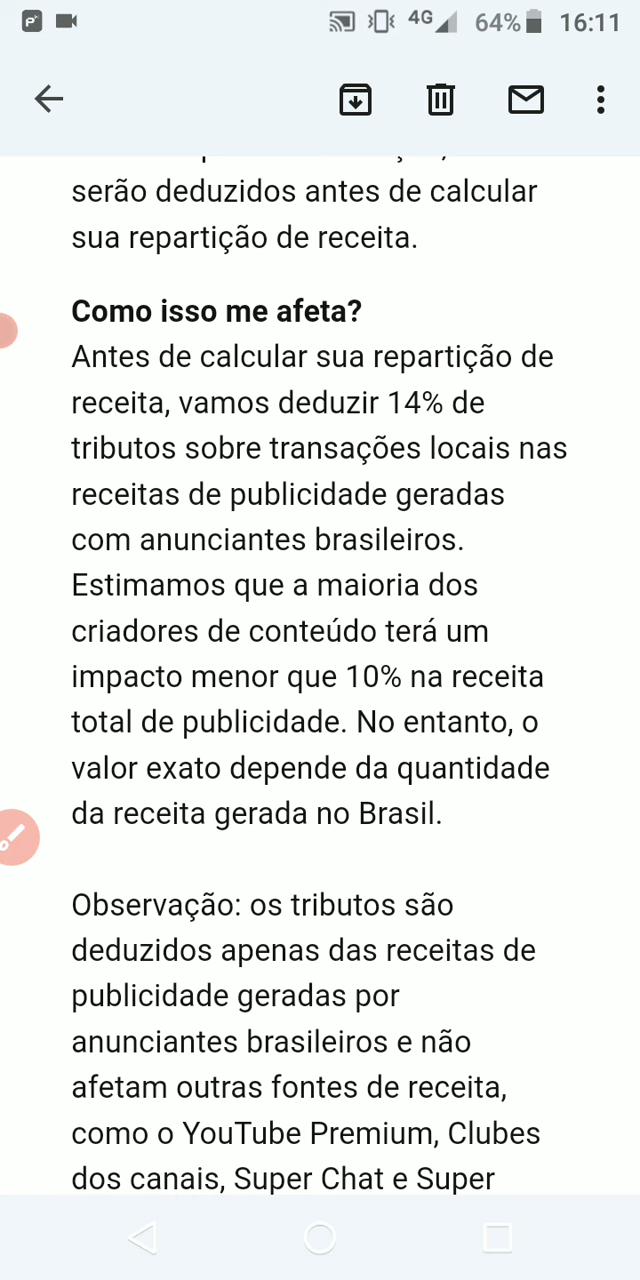 4G 64% 16:11
serão deduzidos antes de calcular
sua repartição de receita.
Como isso me afeta?
Antes de calcular sua repartição de
receita, vamos deduzir 14% de
tributos sobre transações locais nas
receitas de publicidade geradas
com anunciantes brasileiros.
Estimamos que a maioria dos
criadores de conteúdo terá um
impacto menor que 10% na receita
total de publicidade. No entanto, o
valor exato depende da quantidade
da receita gerada no Brasil.
Observação: os tributos são
deduzidos apenas das receitas de
publicidade geradas por
anunciantes brasileiros e não
afetam outras fontes de receita,
como o YouTube Premium, Clubes
dos canais, Super Chat e Super